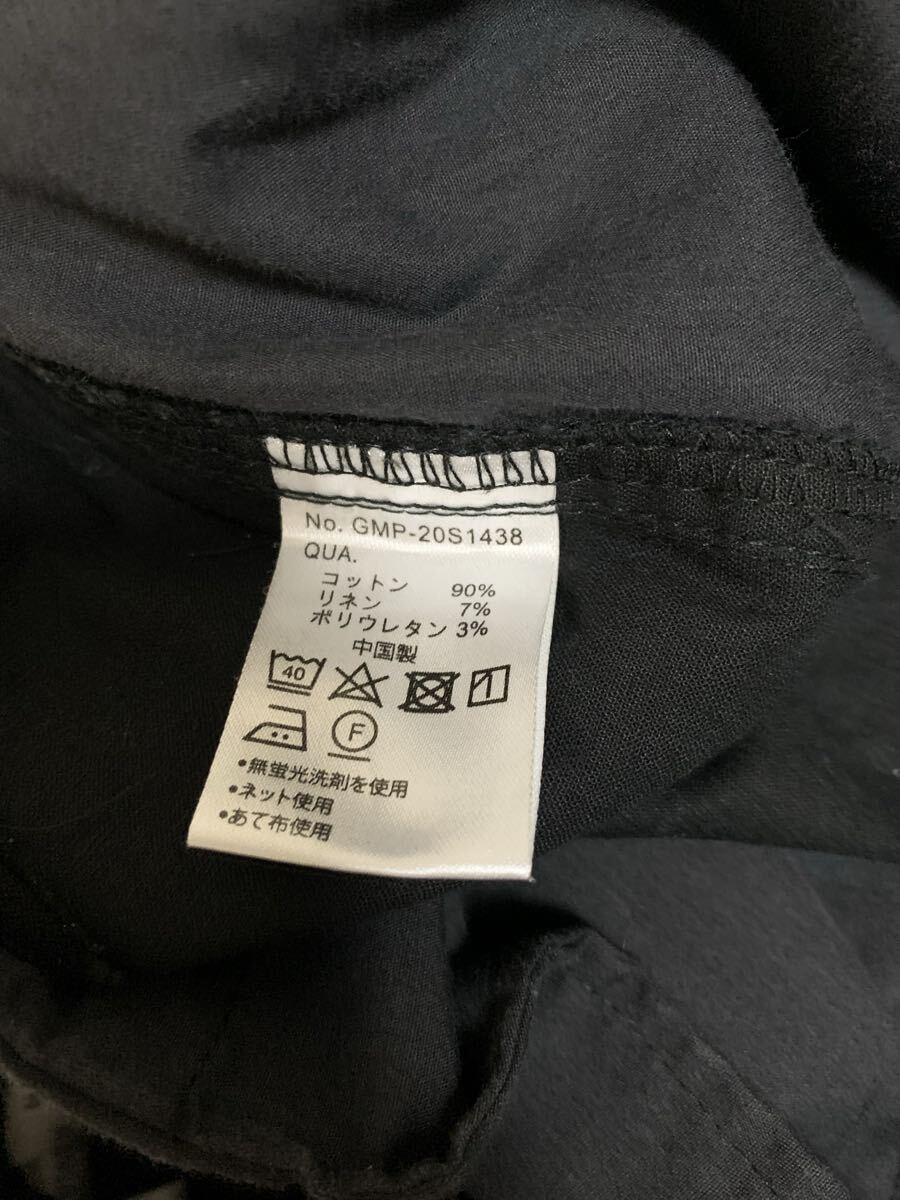 No. GMP-20S1438
QUA.
コットン 90%
リネン 7%
ポリウレタン 3%
中国製
40
F
•無蛍光洗剤を使用
•ネット使用
•あて布使用